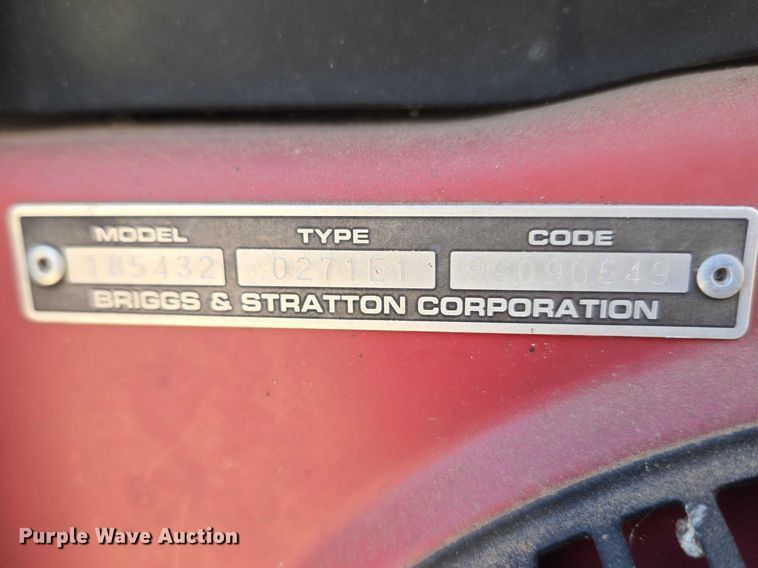 MODEL TYPE CODE
185432 0271E1 99090649
BRIGGS & STRATTON CORPORATION
Purple Wave Auction